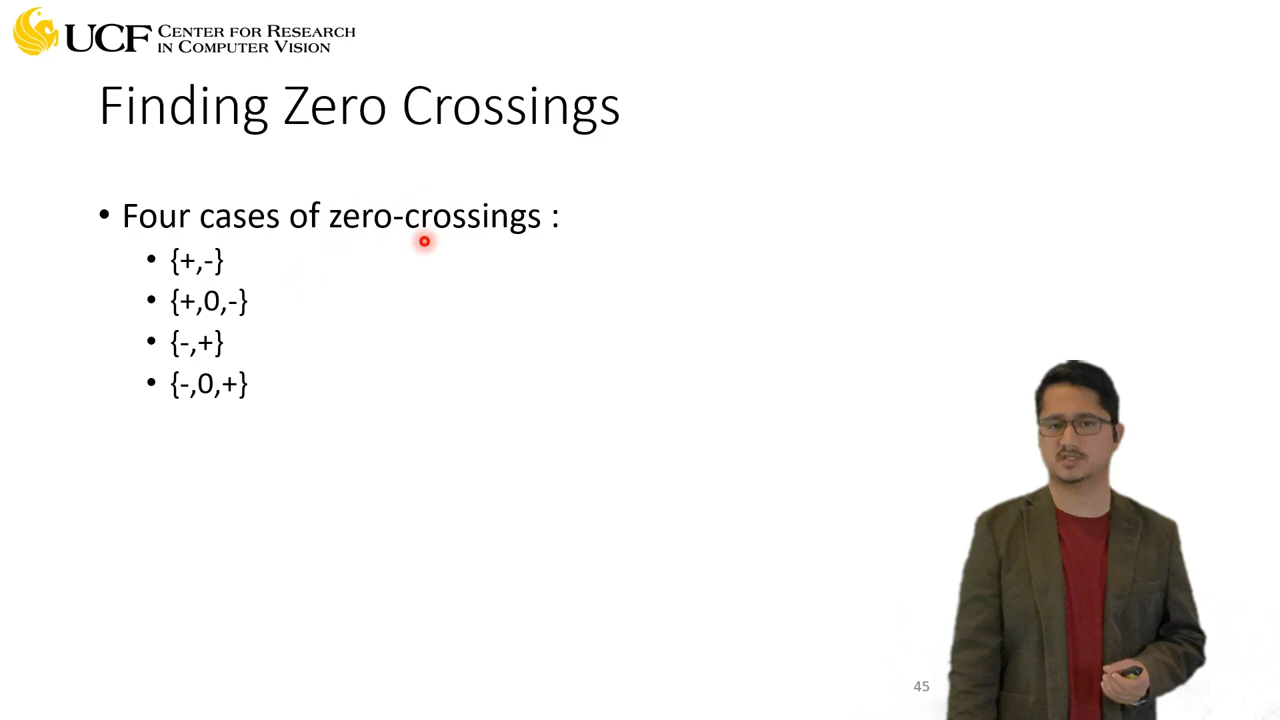 UCF CENTER FOR RESEARCH
IN COMPUTER VISION
Finding Zero Crossings
• Four cases of zero-crossings :
• {+,-}
• {+,0,-}
• {-,+}
• {-,0,+}
45